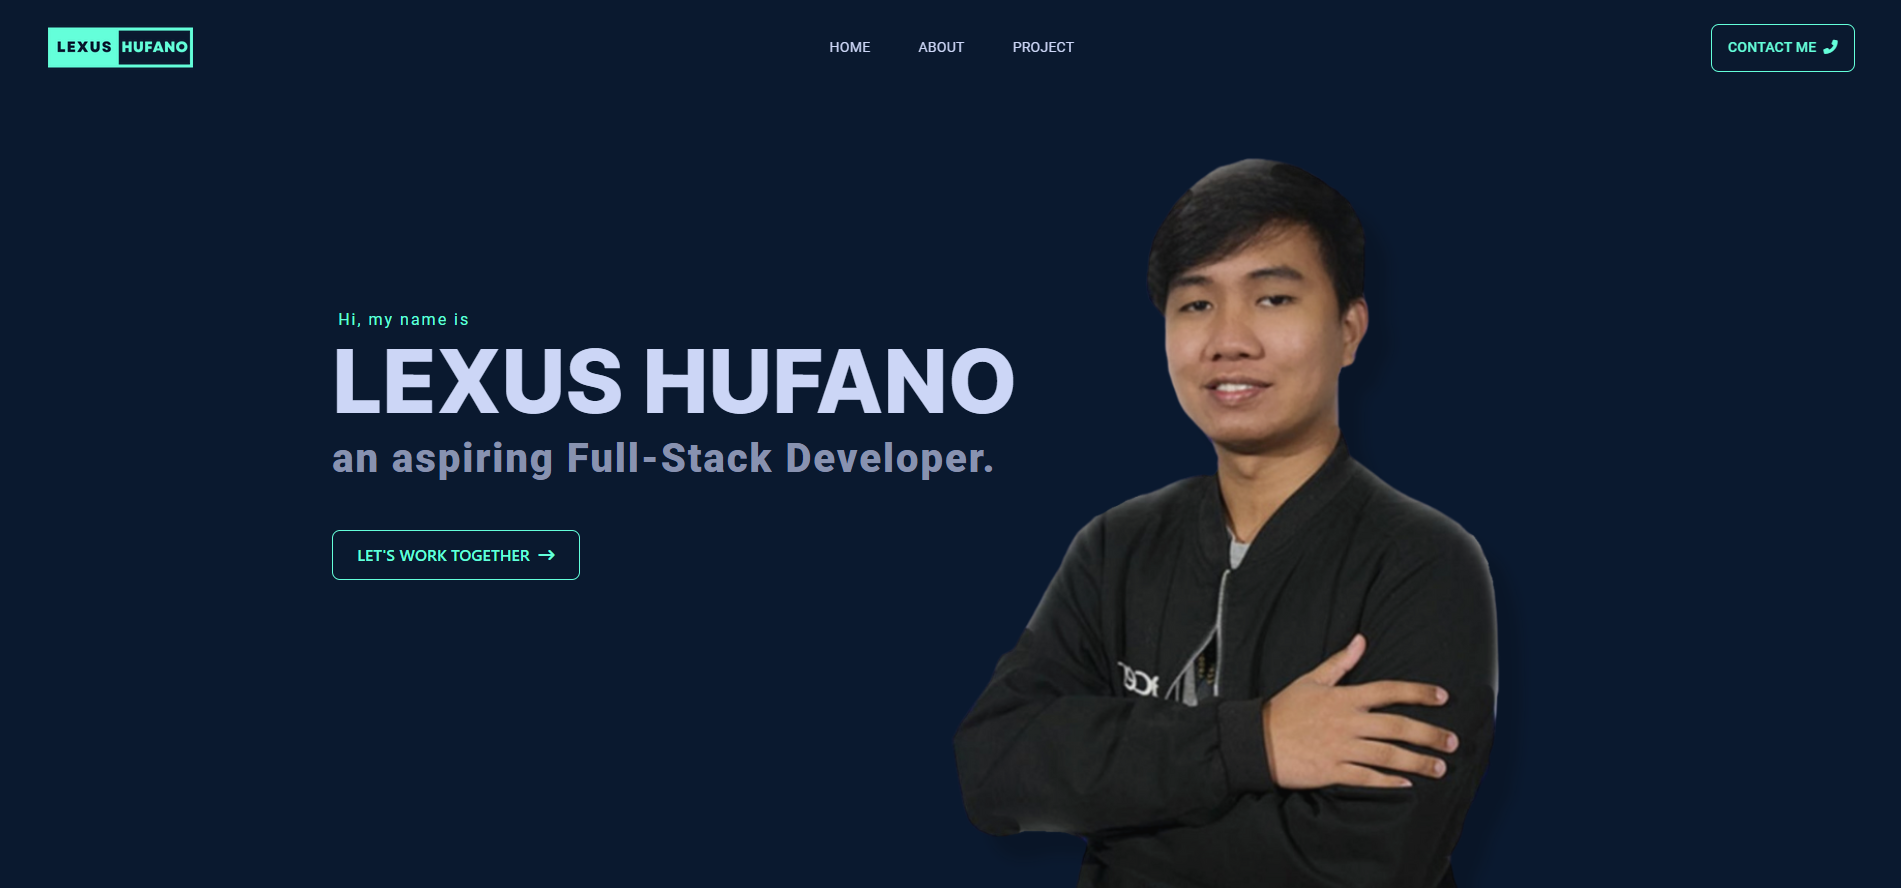 LEXUS HUFANO
HOME
ABOUT
PROJECT
CONTACT ME
Hi, my name is
LEXUS HUFANO
an aspiring Full-Stack Developer.
LET'S WORK TOGETHER